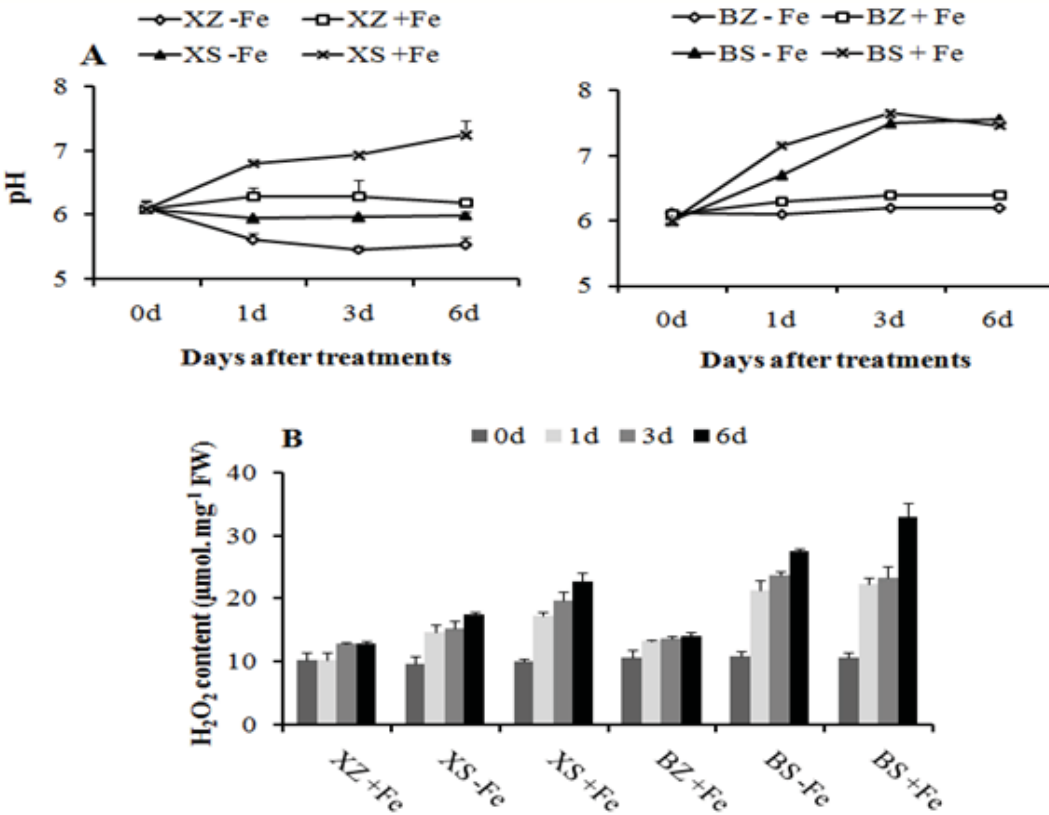 A
XZ -Fe XZ +Fe
XS -Fe XS +Fe
8
7
6
5
pH
0d 1d 3d 6d
Days after treatments
BZ - Fe BZ + Fe
BS - Fe BS + Fe
8
7
6
5
0d 1d 3d 6d
Days after treatments
B
0d 1d 3d 6d
40
30
20
10
0
H₂O₂ content (μmol.mg⁻¹ FW)
XZ +Fe XS -Fe XS +Fe BZ +Fe BS -Fe BS +Fe